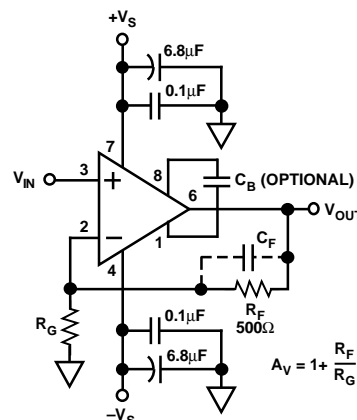 +VS
6.8µF
0.1µF
7
8
VIN
3
+
CB (OPTIONAL)
6
VOUT
2
–
1
4
CF
RG
RF
500Ω
0.1µF
6.8µF
AV = 1+ RF
RG
–VS